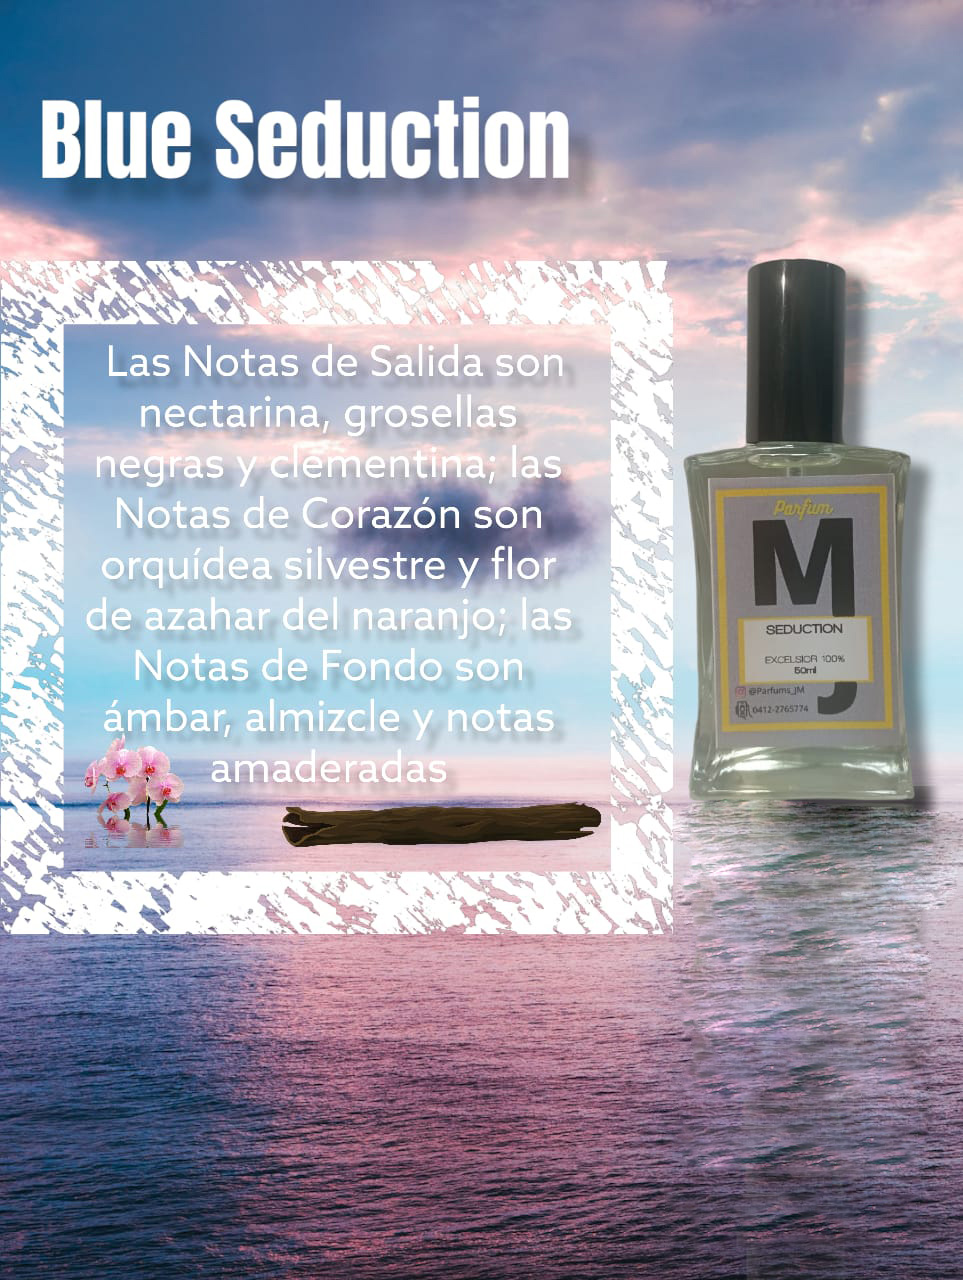 Blue Seduction
Las Notas de Salida son
nectarina, grosellas
negras y clementina; las
Notas de Corazón son
orquídea silvestre y flor
de azahar del naranjo; las
Notas de Fondo son
ámbar, almizcle y notas
amaderadas
Parfum
M
SEDUCTION
EXCELSIOR 100%
50ml
J
@Parfums_JM
0412-2765774